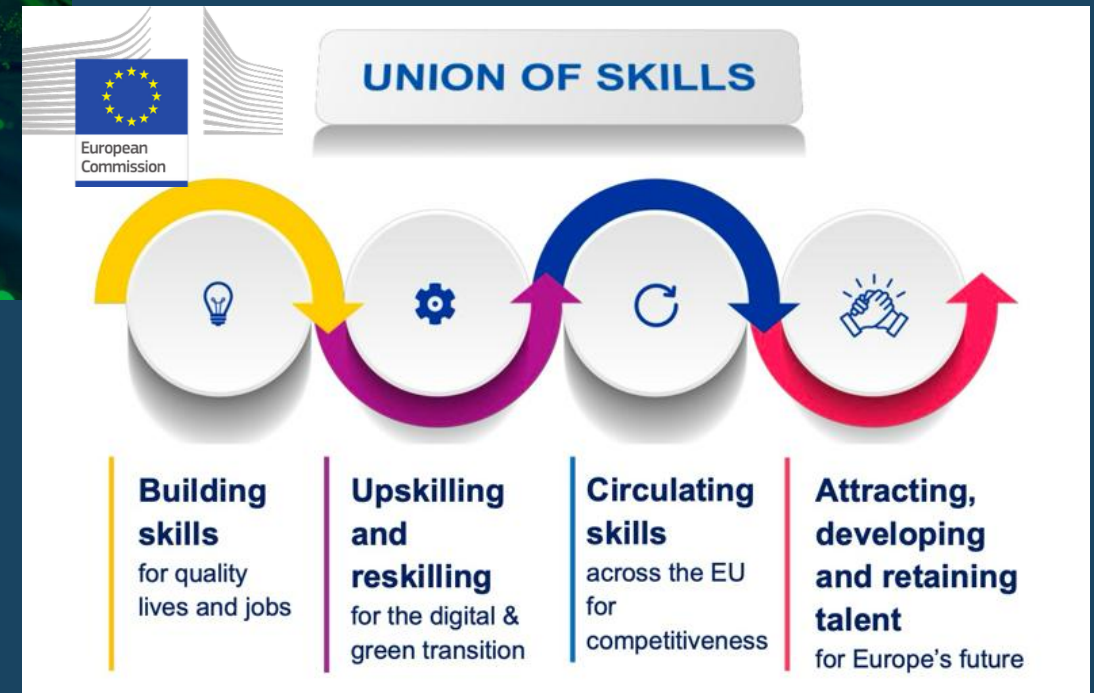 European
Commission
UNION OF SKILLS
Building
skills
for quality
lives and jobs
Upskilling
and
reskilling
for the digital &
green transition
Circulating
skills
across the EU
for
competitiveness
Attracting,
developing
and retaining
talent
for Europe's future